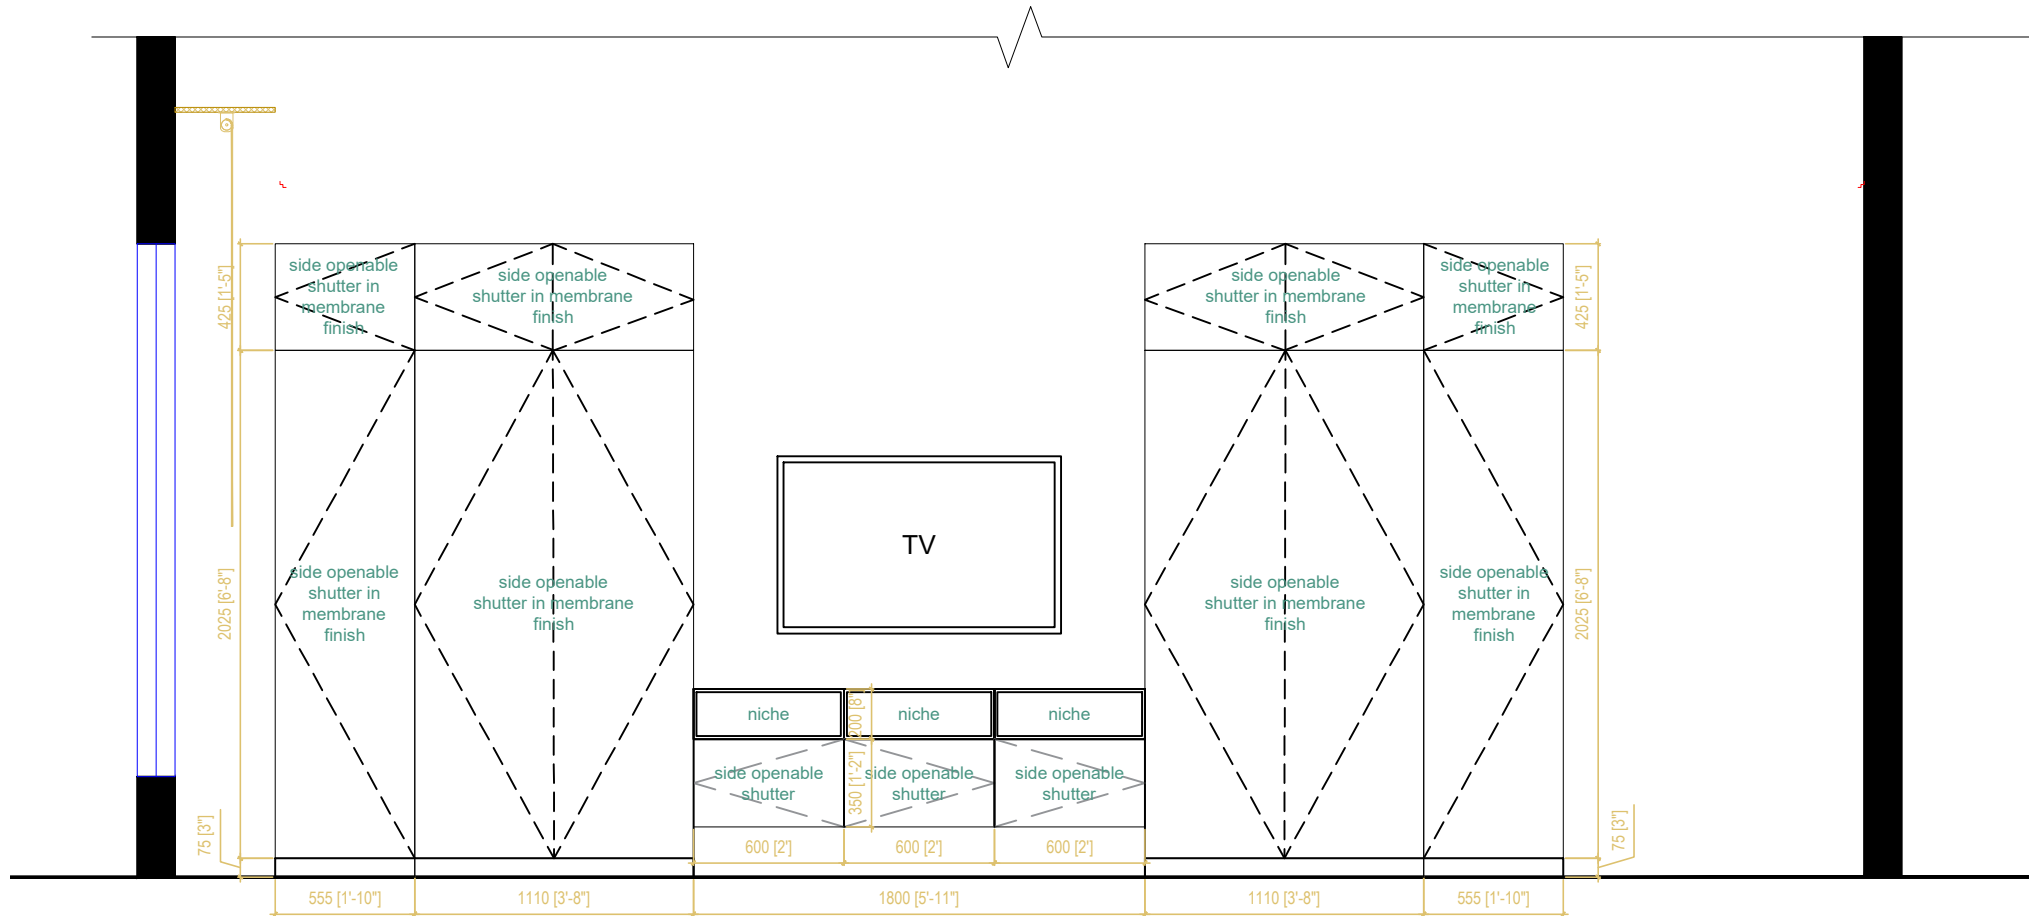 side openable
shutter in
membrane
finish
side openable
shutter in membrane
finish
side openable
shutter in membrane
finish
side openable
shutter in
membrane
finish
425 [1'-5"]
425 [1'-5"]
TV
side openable
shutter in
membrane
finish
side openable
shutter in membrane
finish
side openable
shutter in membrane
finish
side openable
shutter in
membrane
finish
2025 [6'-8"]
2025 [6'-8"]
niche
niche
niche
200 [8"]
side openable
shutter
side openable
shutter
side openable
shutter
350 [1'-2"]
75 [3"]
75 [3"]
600 [2']
600 [2']
600 [2']
555 [1'-10"]
1110 [3'-8"]
1800 [5'-11"]
1110 [3'-8"]
555 [1'-10"]